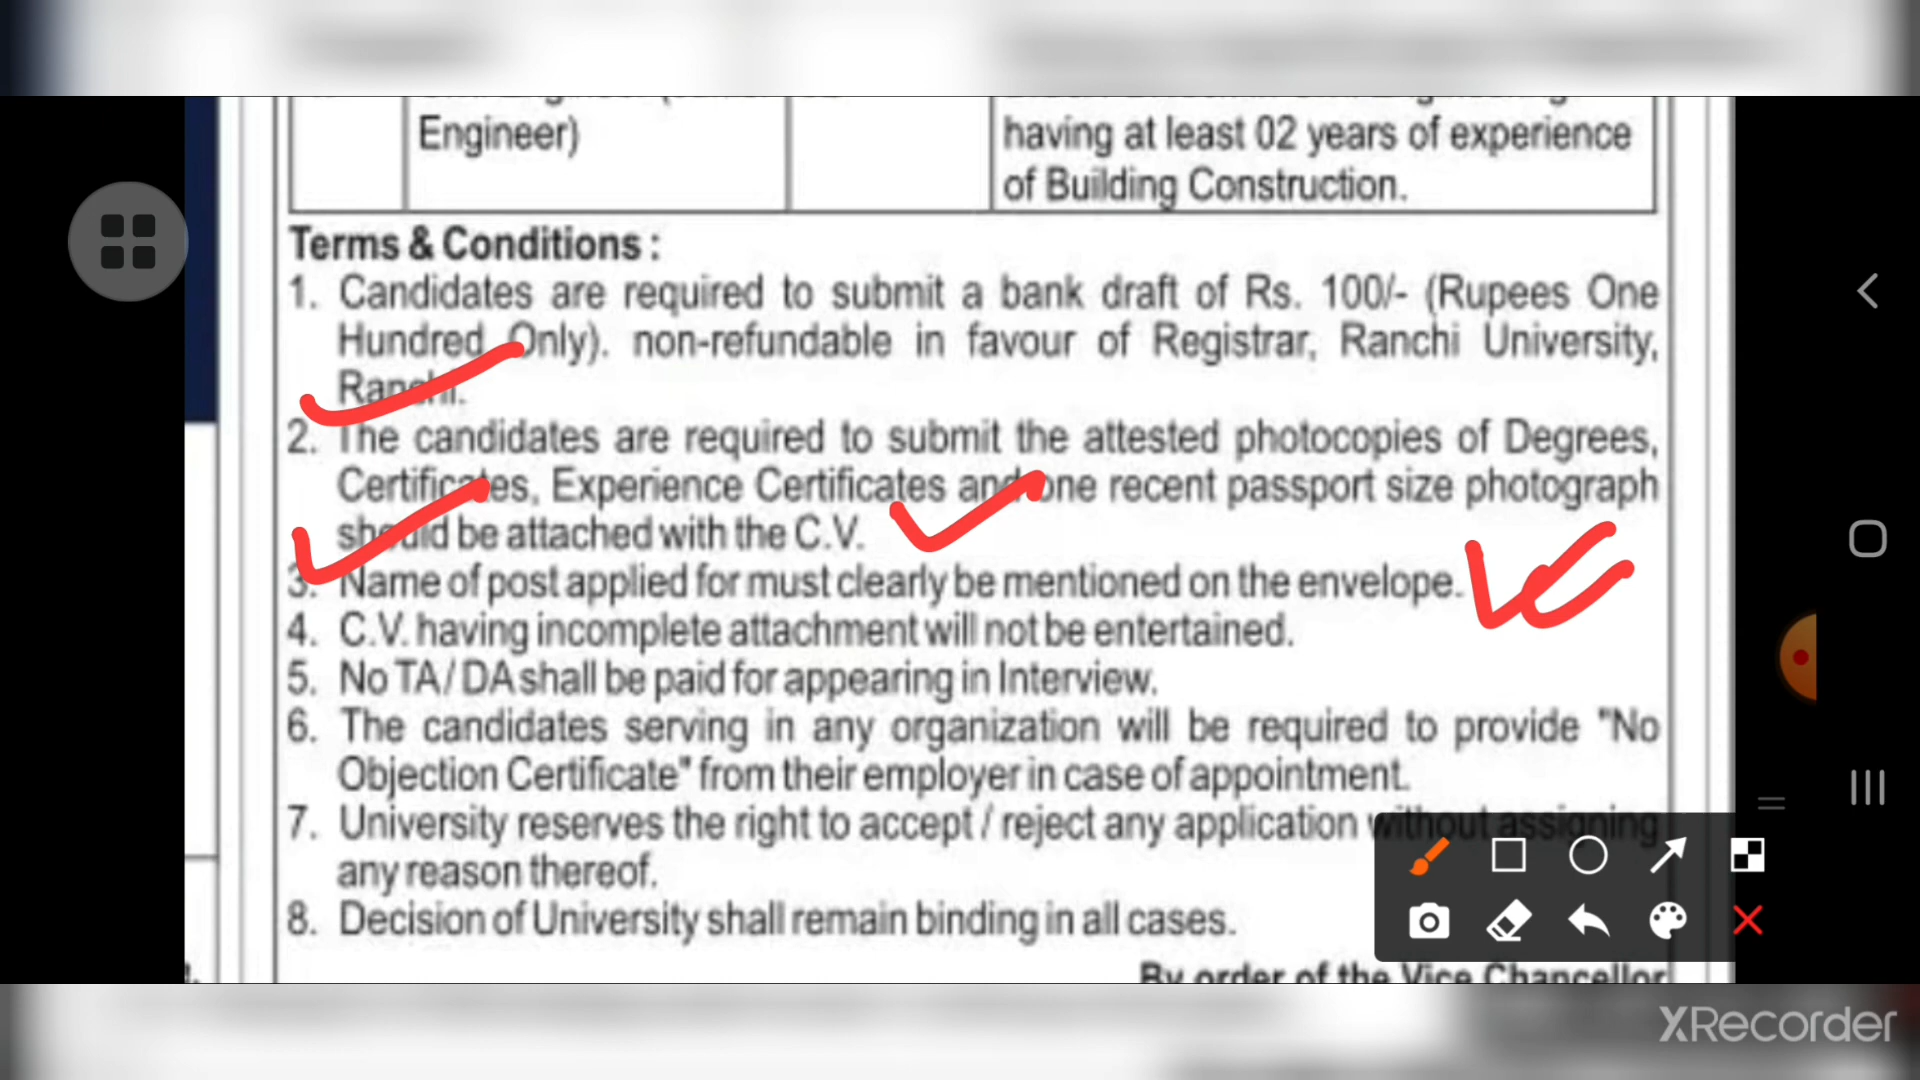 Engineer)
having at least 02 years of experience
of Building Construction.
Terms & Conditions :
1. Candidates are required to submit a bank draft of Rs. 100/- (Rupees One
Hundred Only). non-refundable in favour of Registrar, Ranchi University,
Ranchi.
2. The candidates are required to submit the attested photocopies of Degrees,
Certificates, Experience Certificates and one recent passport size photograph
should be attached with the C.V.
3. Name of post applied for must clearly be mentioned on the envelope.
4. C.V. having incomplete attachment will not be entertained.
5. No TA / DA shall be paid for appearing in Interview.
6. The candidates serving in any organization will be required to provide "No
Objection Certificate" from their employer in case of appointment.
7. University reserves the right to accept / reject any application without assigning
any reason thereof.
8. Decision of University shall remain binding in all cases.
By order of the Vice Chancellor
XRecorder